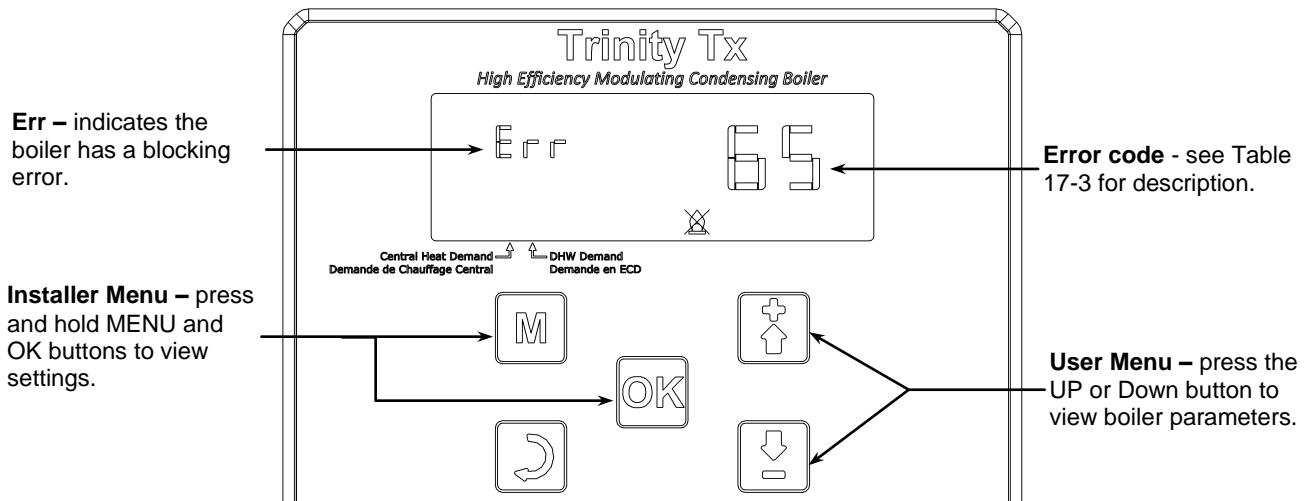 Trinity Tx
High Efficiency Modulating Condensing Boiler
Err – indicates the
boiler has a blocking
error.
Err
65
Error code - see Table
17-3 for description.
Central Heat Demand
Demande de Chauffage Central
DHW Demand
Demande en ECD
Installer Menu – press
and hold MENU and
OK buttons to view
settings.
M
OK
User Menu – press the
UP or Down button to
view boiler parameters.